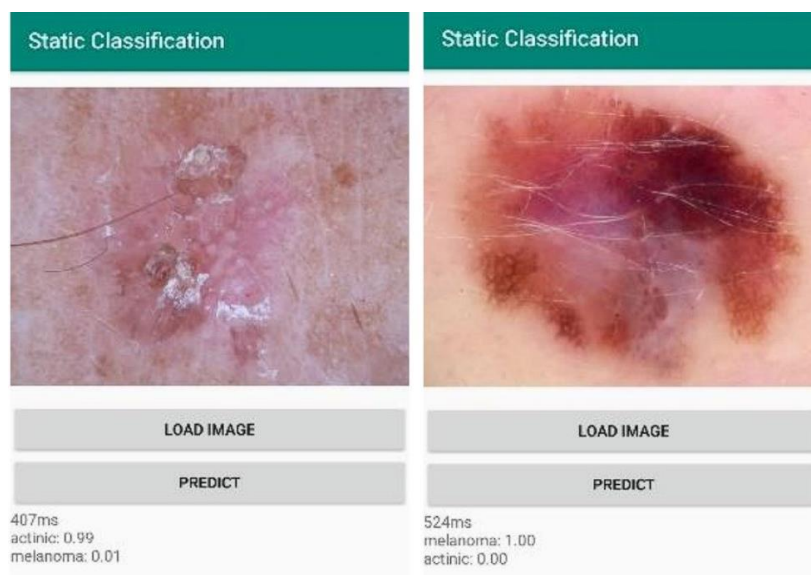 Static Classification
LOAD IMAGE
PREDICT
407ms
actinic: 0.99
melanoma: 0.01
Static Classification
LOAD IMAGE
PREDICT
524ms
melanoma: 1.00
actinic: 0.00